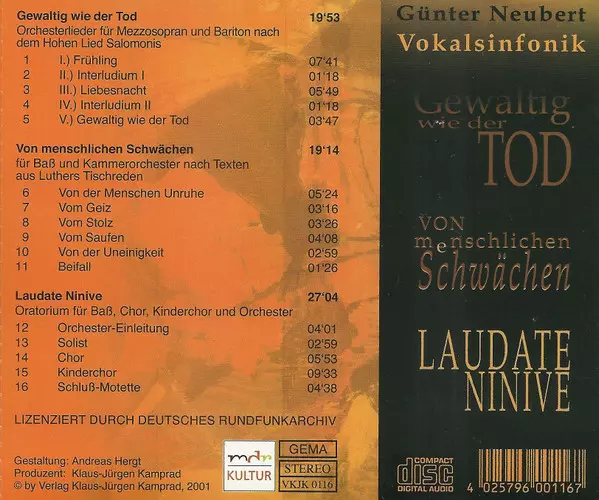 Gewaltig wie der Tod 19'53
Orchesterlieder für Mezzosopran und Bariton nach
dem Hohen Lied Salomonis
1 I.) Frühling 07'41
2 II.) Interludium I 01'18
3 III.) Liebesnacht 05'49
4 IV.) Interludium II 01'18
5 V.) Gewaltig wie der Tod 03'47
Von menschlichen Schwächen 19'14
für Baß und Kammerorchester nach Texten
aus Luthers Tischreden
6 Von der Menschen Unruhe 05'24
7 Vom Geiz 03'16
8 Vom Stolz 03'26
9 Vom Saufen 04'08
10 Von der Uneinigkeit 02'59
11 Beifall 01'26
Laudate Ninive 27'04
Oratorium für Baß, Chor, Kinderchor und Orchester
12 Orchester-Einleitung 04'01
13 Solist 02'59
14 Chor 05'53
15 Kinderchor 09'33
16 Schluß-Motette 04'38
LIZENZIERT DURCH DEUTSCHES RUNDFUNKARCHIV
Gestaltung: Andreas Hergt
Produzent: Klaus-Jürgen Kamprad
© by Verlag Klaus-Jürgen Kamprad, 2001
mdr
KULTUR
GEMA
STEREO
VKJK 0116
Günter Neubert
Vokalsinfonik
Gewaltig
wie der
TOD
VON
menschlichen
Schwächen
LAUDATE
NINIVE
COMPACT
disc
DIGITAL AUDIO
4 025796 001167